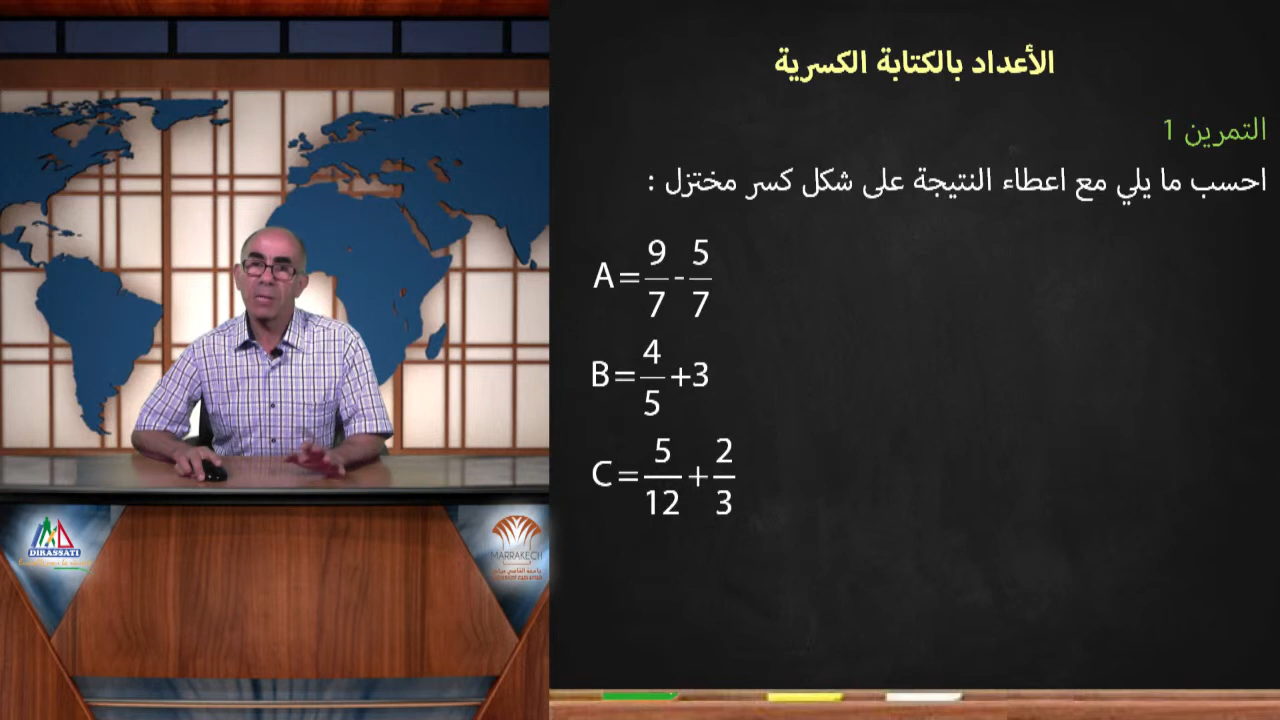 الأعداد بالكتابة الكسرية
التمرين 1
احسب ما يلي مع اعطاء النتيجة على شكل كسر مختزل :
A = 9/7 - 5/7
B = 4/5 + 3
C = 5/12 + 2/3
DIRASSATI
MARRAKECH